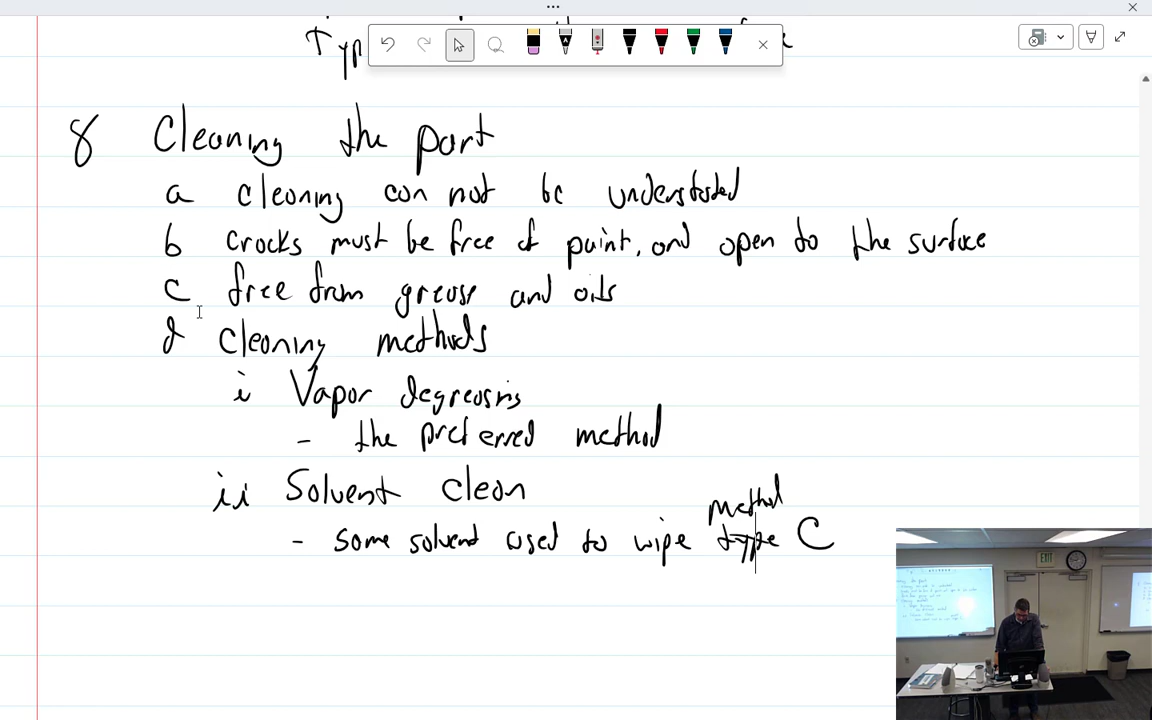 Typ
8 Cleaning the part
a cleaning can not be understated
b cracks must be free of paint, and open to the surface
c free from grease and oils
d Cleaning methods
i Vapor degreasing
- the preferred method
ii Solvent clean
method
- some solvent used to wipe type C
EXIT